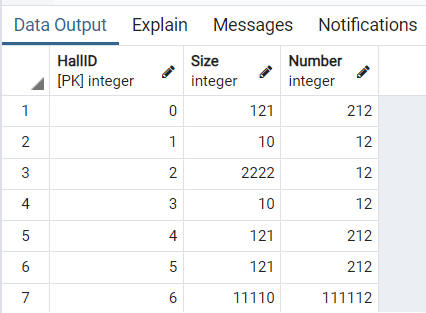 Data Output Explain Messages Notifications
HallID Size Number
[PK] integer integer integer
1 0 121 212
2 1 10 12
3 2 2222 12
4 3 10 12
5 4 121 212
6 5 121 212
7 6 11110 111112